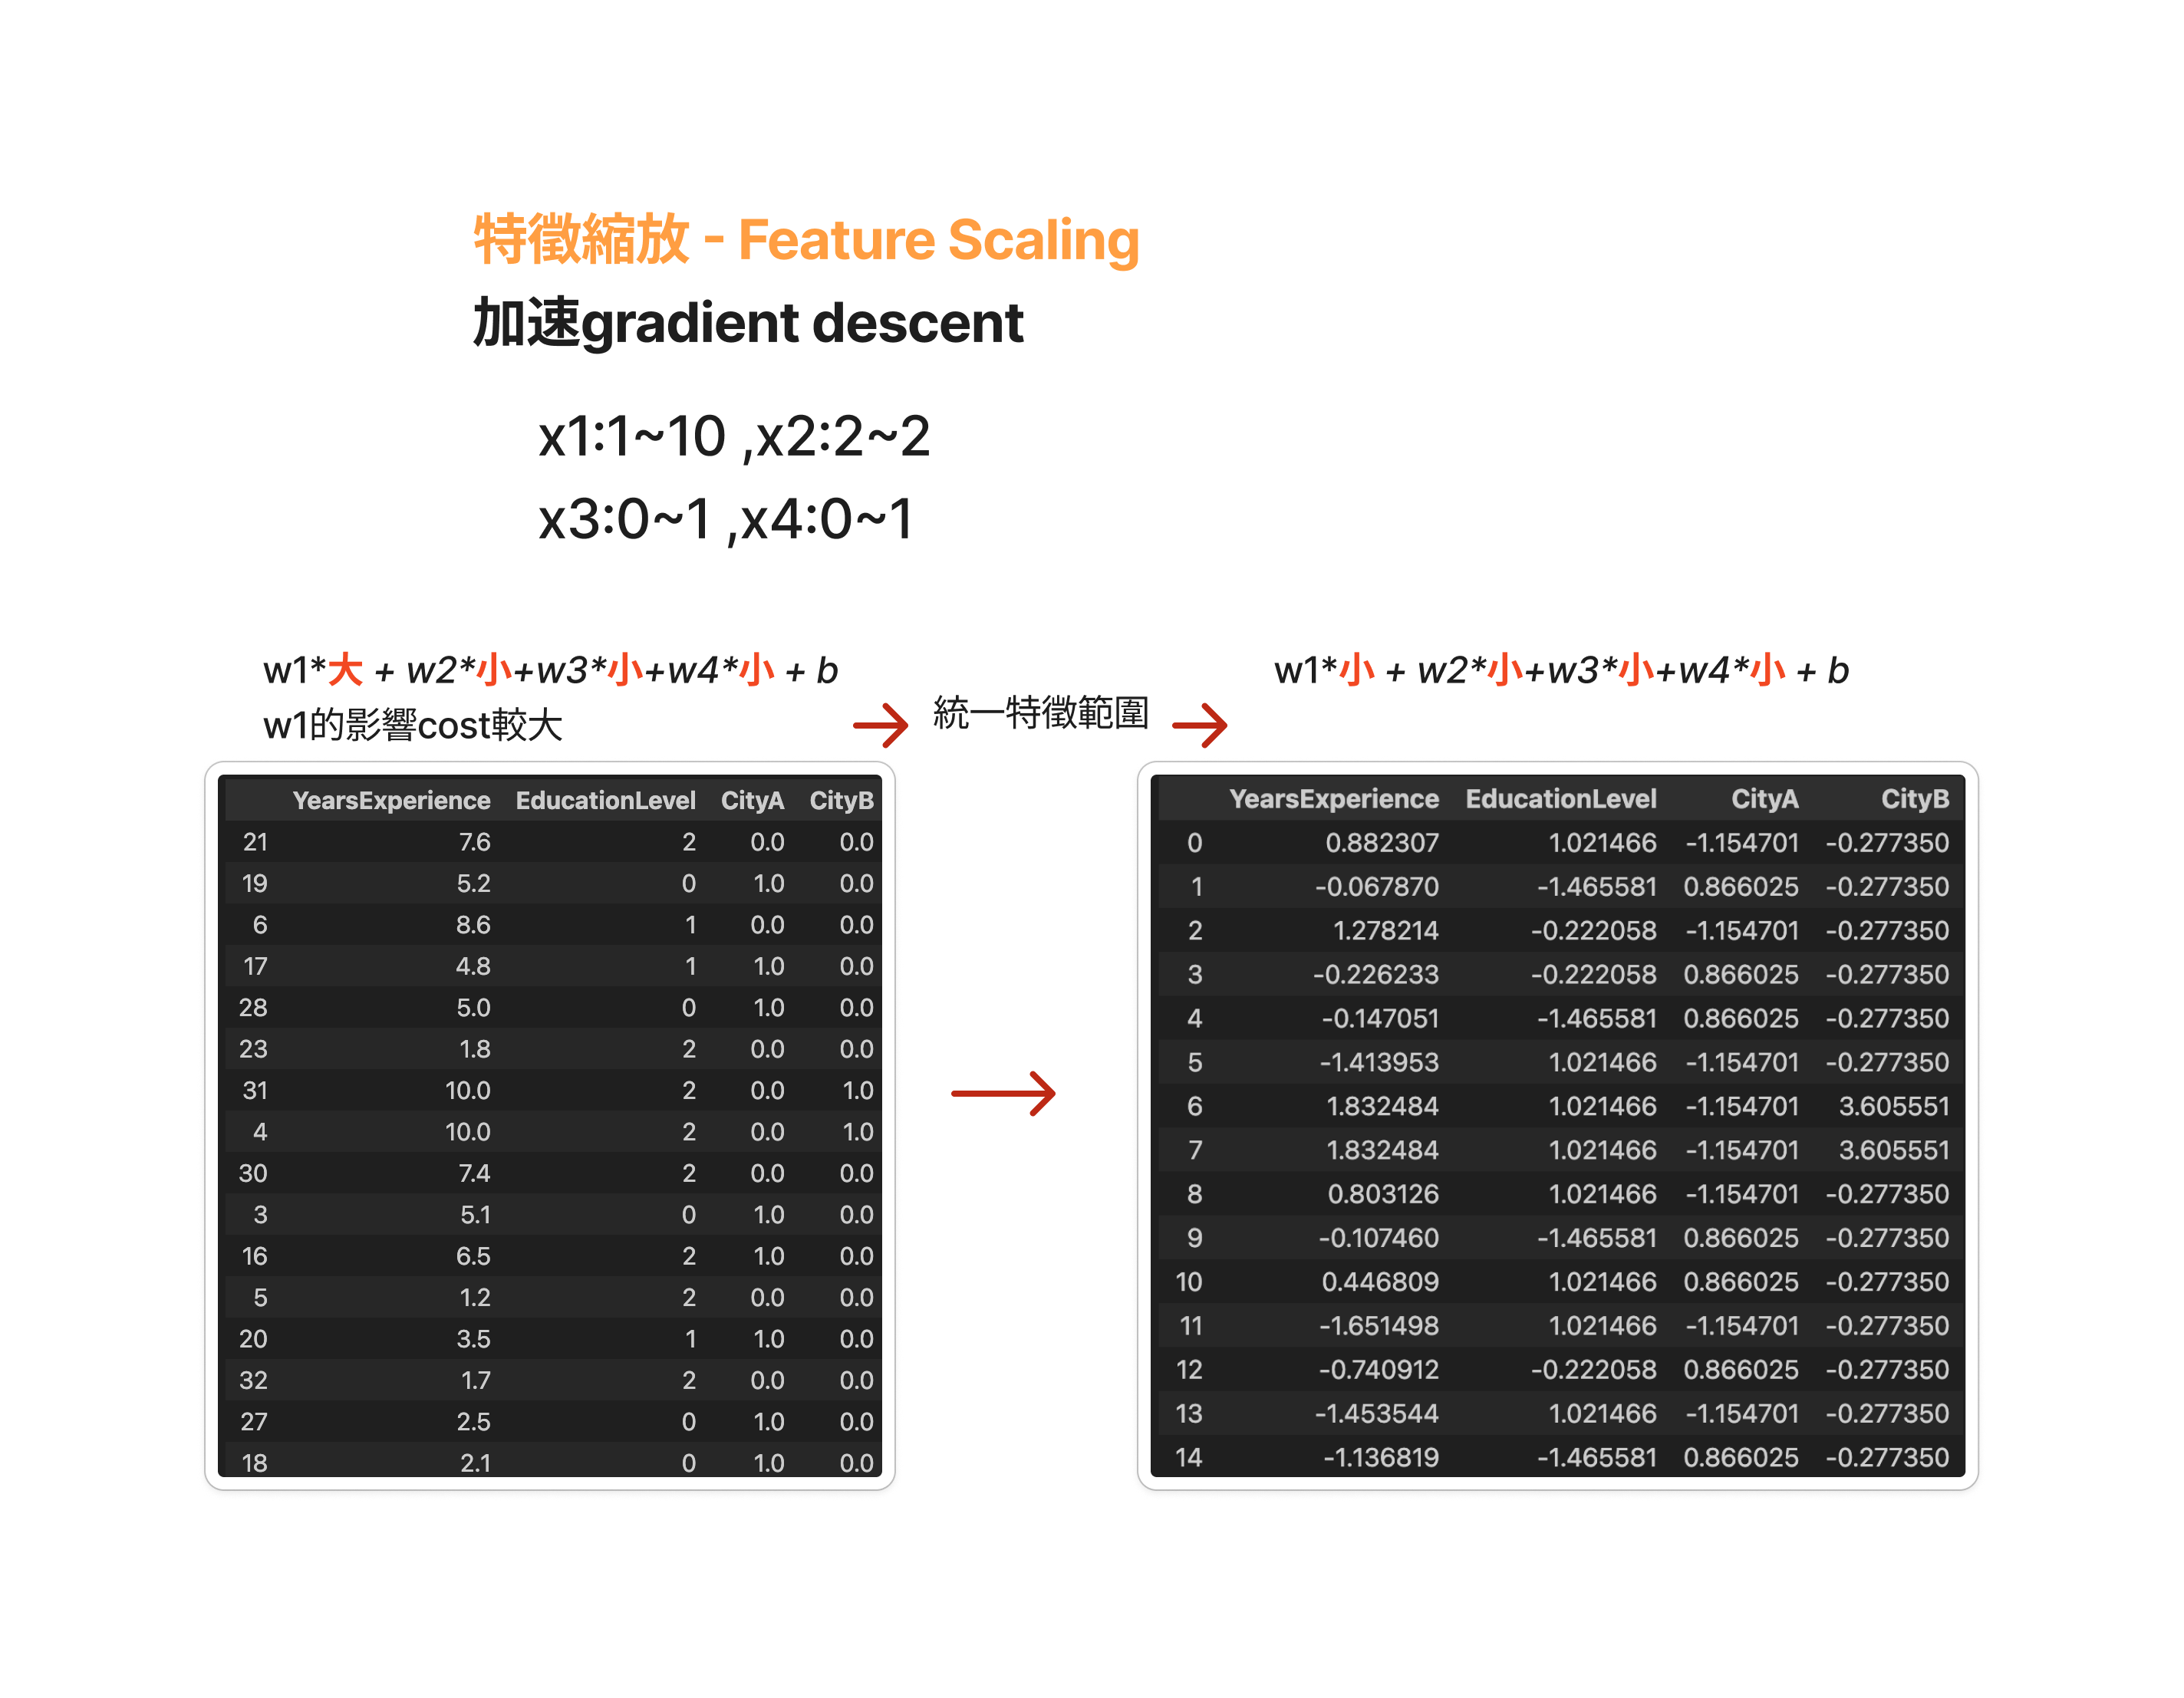 特徵縮放 - Feature Scaling
加速gradient descent
x1:1~10 ,x2:2~2
x3:0~1 ,x4:0~1
w1*大 + w2*小+w3*小+w4*小 + b
w1的影響cost較大
統一特徵範圍
w1*小 + w2*小+w3*小+w4*小 + b
YearsExperience EducationLevel CityA CityB
21 7.6 2 0.0 0.0
19 5.2 0 1.0 0.0
6 8.6 1 0.0 0.0
17 4.8 1 1.0 0.0
28 5.0 0 1.0 0.0
23 1.8 2 0.0 0.0
31 10.0 2 0.0 1.0
4 10.0 2 0.0 1.0
30 7.4 2 0.0 0.0
3 5.1 0 1.0 0.0
16 6.5 2 1.0 0.0
5 1.2 2 0.0 0.0
20 3.5 1 1.0 0.0
32 1.7 2 0.0 0.0
27 2.5 0 1.0 0.0
18 2.1 0 1.0 0.0
YearsExperience EducationLevel CityA CityB
0 0.882307 1.021466 -1.154701 -0.277350
1 -0.067870 -1.465581 0.866025 -0.277350
2 1.278214 -0.222058 -1.154701 -0.277350
3 -0.226233 -0.222058 0.866025 -0.277350
4 -0.147051 -1.465581 0.866025 -0.277350
5 -1.413953 1.021466 -1.154701 -0.277350
6 1.832484 1.021466 -1.154701 3.605551
7 1.832484 1.021466 -1.154701 3.605551
8 0.803126 1.021466 -1.154701 -0.277350
9 -0.107460 -1.465581 0.866025 -0.277350
10 0.446809 1.021466 0.866025 -0.277350
11 -1.651498 1.021466 -1.154701 -0.277350
12 -0.740912 -0.222058 0.866025 -0.277350
13 -1.453544 1.021466 -1.154701 -0.277350
14 -1.136819 -1.465581 0.866025 -0.277350